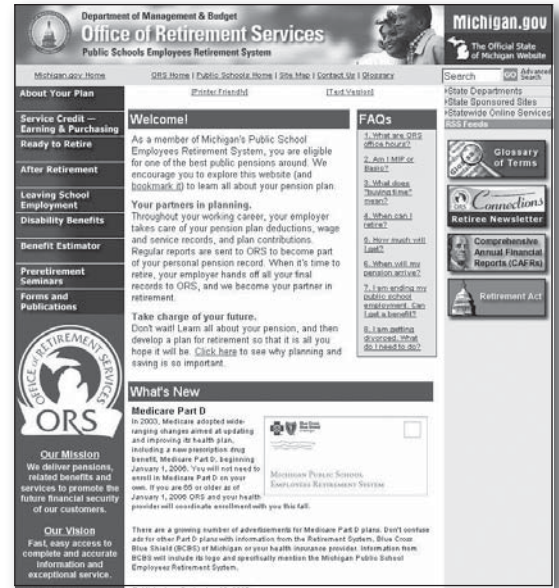 Department of Management & Budget
Office of Retirement Services
Public Schools Employees Retirement System
Michigan.gov
The Official State
of Michigan Website
Michigan.gov Home
ORS Home | Public Schools Home | Site Map | Contact Us | Glossary
Search
GO
Advanced
Search
[Printer Friendly]
[Text Version]
State Departments
State Sponsored Sites
Statewide Online Services
RSS Feeds
About Your Plan
Service Credit —
Earning & Purchasing
Ready to Retire
After Retirement
Leaving School
Employment
Disability Benefits
Benefit Estimator
Preretirement
Seminars
Forms and
Publications
OFFICE OF RETIREMENT SERVICES
ORS
Our Mission
We deliver pensions,
related benefits and
services to promote the
future financial security
of our customers.
Our Vision
Fast, easy access to
complete and accurate
information and
exceptional service.
Welcome!
As a member of Michigan's Public School
Employees Retirement System, you are eligible
for one of the best public pensions around. We
encourage you to explore this website (and
bookmark it) to learn all about your pension plan.
Your partners in planning.
Throughout your working career, your employer
takes care of your pension plan deductions, wage
and service records, and plan contributions.
Regular reports are sent to ORS to become part
of your personal pension record. When it's time to
retire, your employer hands off all your final
records to ORS, and we become your partner in
retirement.
Take charge of your future.
Don't wait! Learn all about your pension, and then
develop a plan for retirement so that it is all you
hope it will be. Click here to see why planning and
saving is so important.
FAQs
1. What are ORS
office hours?
2. Am I MIP or
Basic?
3. What does
"buying time"
mean?
4. When can I
retire?
5. How much will
I get?
6. When will my
pension arrive?
7. I am ending my
public school
employment. Can
I get a benefit?
8. I am getting
divorced. What
do I need to do?
Glossary
of Terms
ORS
Connections
Retiree Newsletter
Comprehensive
Annual Financial
Reports (CAFRs)
Retirement Act
What's New
Medicare Part D
In 2003, Medicare adopted wide-
ranging changes aimed at updating
and improving its health plan,
including a new prescription drug
benefit, Medicare Part D, beginning
January 1, 2006. You will not need to
enroll in Medicare Part D on your
own. If you are 65 or older as of
January 1, 2006 ORS and your health
provider will coordinate enrollment with you this fall.
Michigan Public School
Employees Retirement System
There are a growing number of advertisements for Medicare Part D plans. Don't confuse
ads for other Part D plans with information from the Retirement System. Blue Cross
Blue Shield (BCBS) of Michigan or your health insurance provider. Information from
BCBS will include its logo and specifically mention the Michigan Public School
Employees Retirement System.